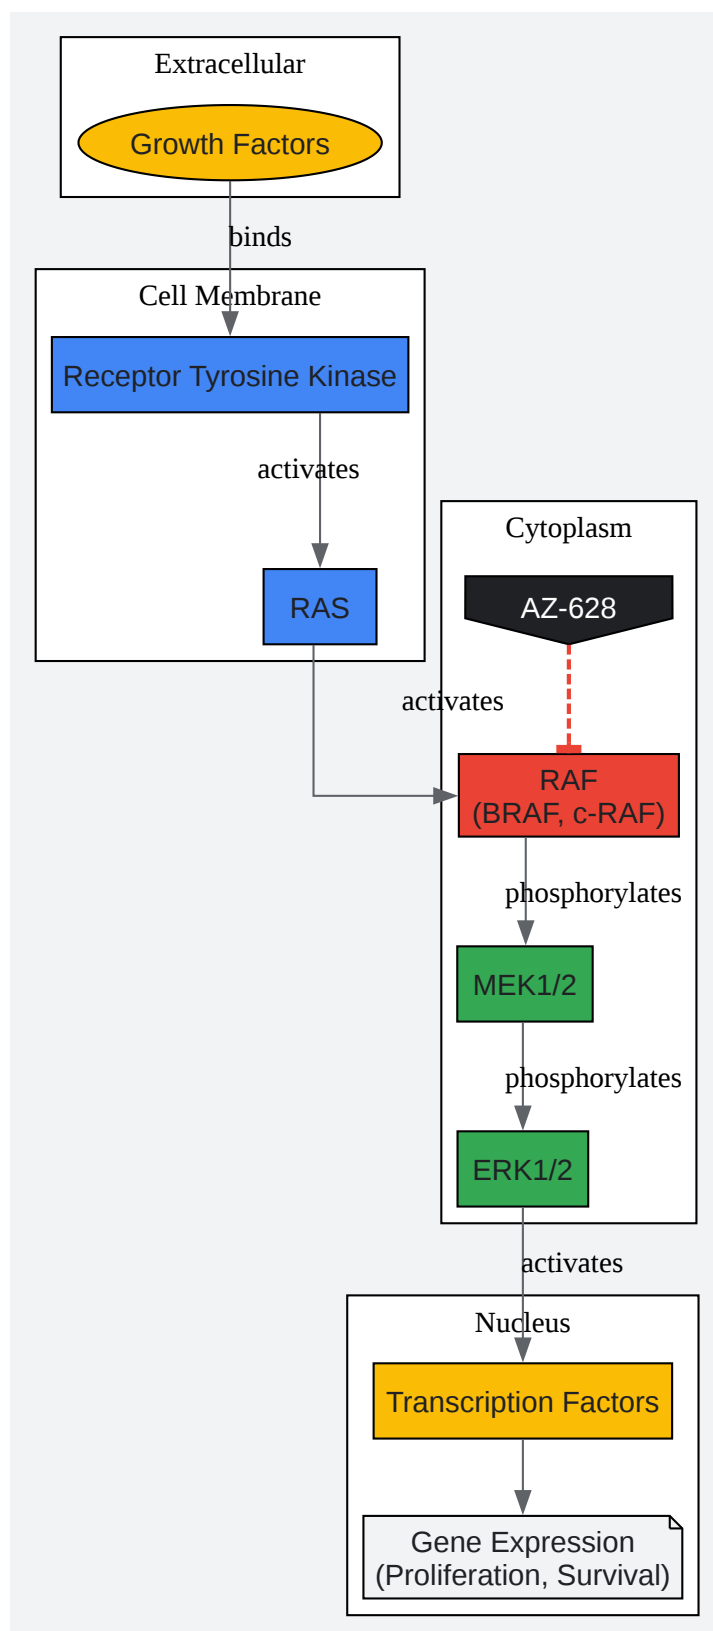 Extracellular
Growth Factors
binds
Cell Membrane
Receptor Tyrosine Kinase
activates
RAS
Cytoplasm
AZ-628
activates
RAF
(BRAF, c-RAF)
phosphorylates
MEK1/2
phosphorylates
ERK1/2
activates
Nucleus
Transcription Factors
Gene Expression
(Proliferation, Survival)